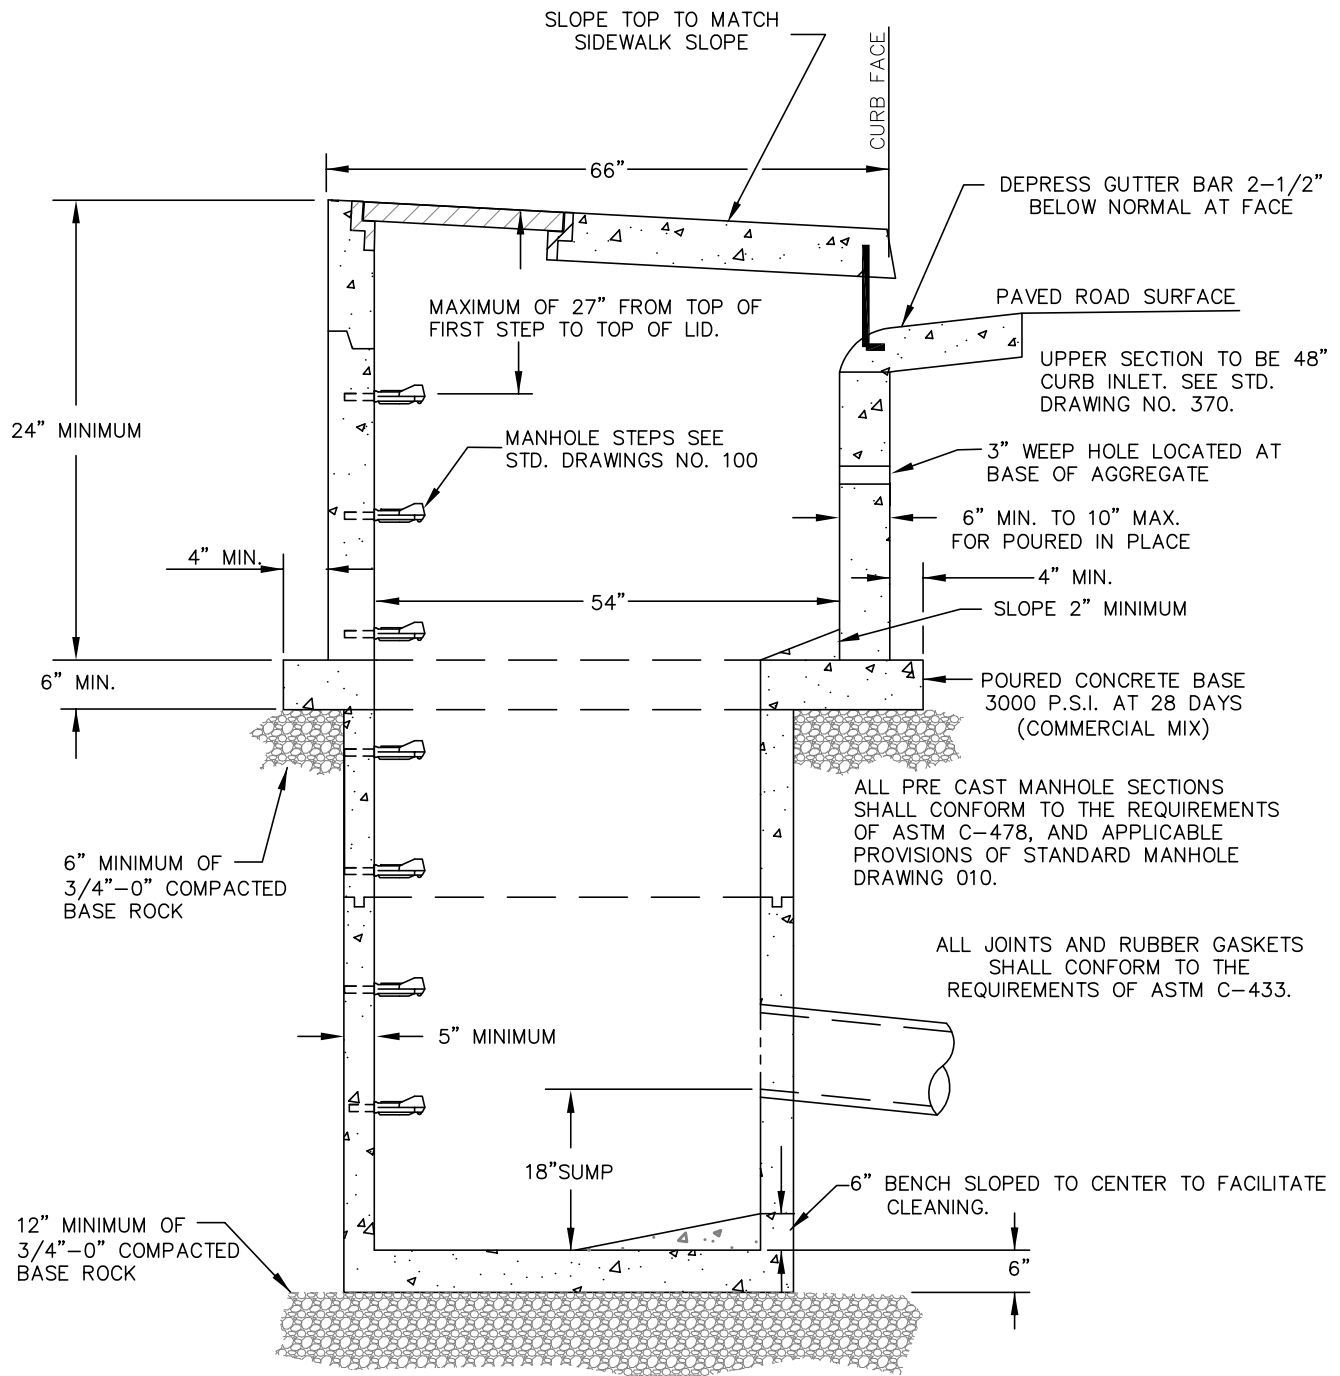 SLOPE TOP TO MATCH
SIDEWALK SLOPE
CURB FACE
66”
DEPRESS GUTTER BAR 2-1/2”
BELOW NORMAL AT FACE
PAVED ROAD SURFACE
MAXIMUM OF 27” FROM TOP OF
FIRST STEP TO TOP OF LID.
UPPER SECTION TO BE 48”
CURB INLET. SEE STD.
DRAWING NO. 370.
24” MINIMUM
MANHOLE STEPS SEE
STD. DRAWINGS NO. 100
3” WEEP HOLE LOCATED AT
BASE OF AGGREGATE
6” MIN. TO 10” MAX.
FOR POURED IN PLACE
4” MIN.
4” MIN.
54”
SLOPE 2” MINIMUM
6” MIN.
POURED CONCRETE BASE
3000 P.S.I. AT 28 DAYS
(COMMERCIAL MIX)
ALL PRE CAST MANHOLE SECTIONS
SHALL CONFORM TO THE REQUIREMENTS
OF ASTM C-478, AND APPLICABLE
PROVISIONS OF STANDARD MANHOLE
DRAWING 010.
6” MINIMUM OF
3/4”-0” COMPACTED
BASE ROCK
ALL JOINTS AND RUBBER GASKETS
SHALL CONFORM TO THE
REQUIREMENTS OF ASTM C-433.
5” MINIMUM
18”SUMP
6” BENCH SLOPED TO CENTER TO FACILITATE
CLEANING.
12” MINIMUM OF
3/4”-0” COMPACTED
BASE ROCK
6”